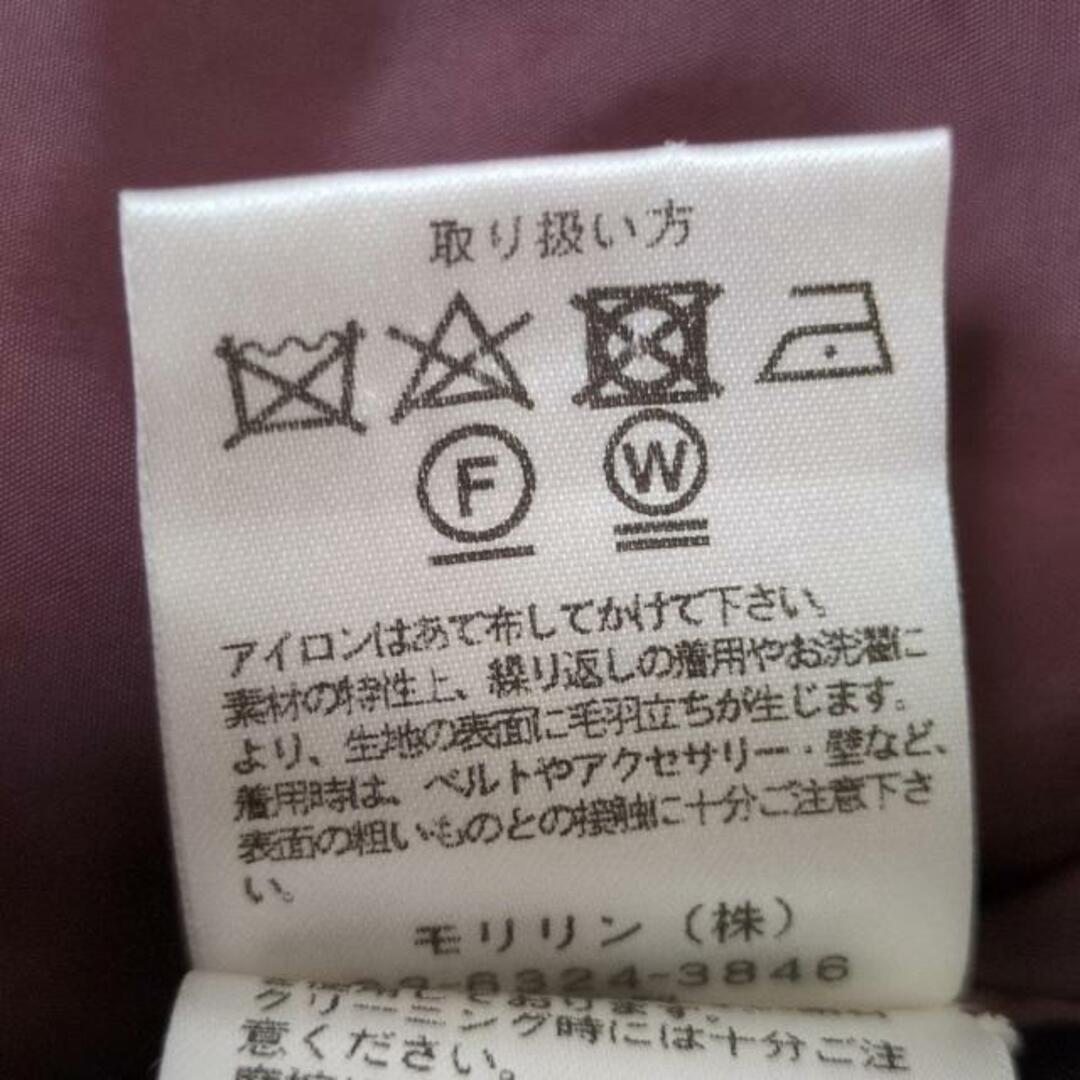 取り扱い方
F W
アイロンはあて布してかけて下さい。
素材の特性上、繰り返しの着用やお洗濯に
より、生地の表面に毛羽立ちが生じます。
着用時は、ベルトやアクセサリー・壁など、
表面の粗いものとの接触に十分ご注意下さ
い。
モリリン（株）
-6324-3846
クリーニング時には十分ご注
意ください。